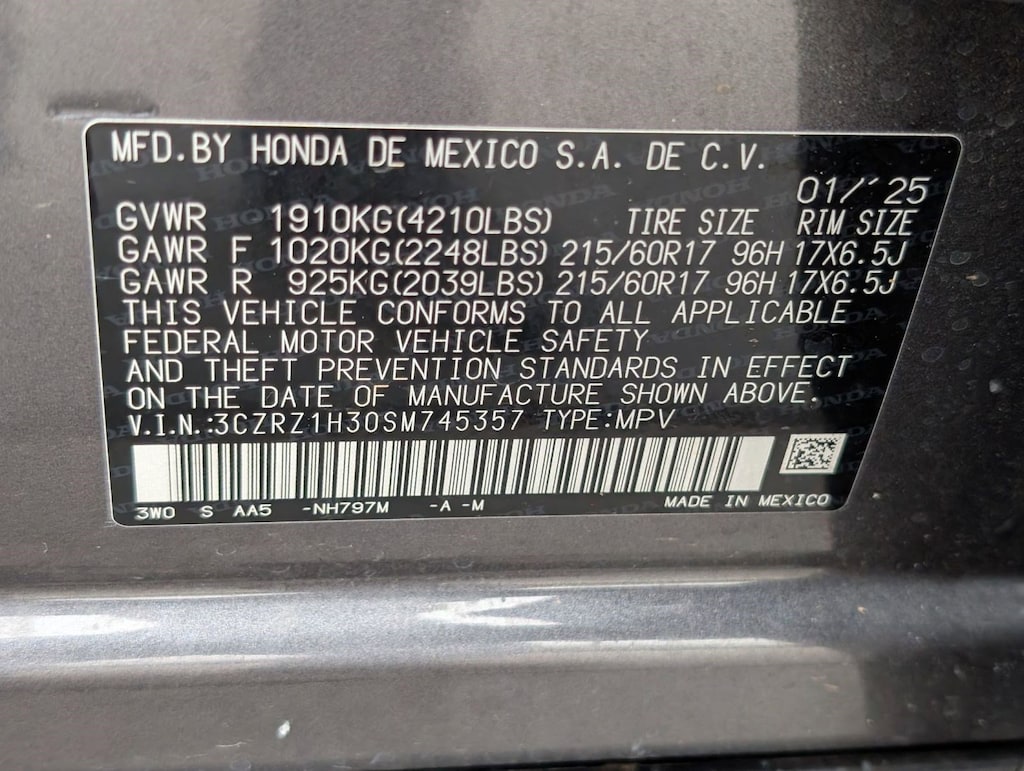 MFD.BY HONDA DE MEXICO S.A. DE C.V.
01/'25
GVWR 1910KG(4210LBS) TIRE SIZE RIM SIZE
GAWR F 1020KG(2248LBS) 215/60R17 96H 17X6.5J
GAWR R 925KG(2039LBS) 215/60R17 96H 17X6.5J
THIS VEHICLE CONFORMS TO ALL APPLICABLE
FEDERAL MOTOR VEHICLE SAFETY
AND THEFT PREVENTION STANDARDS IN EFFECT
ON THE DATE OF MANUFACTURE SHOWN ABOVE.
V.I.N.:3CZRZ1H30SM745357 TYPE:MPV
3W0 S AA5 -NH797M -A -M MADE IN MEXICO